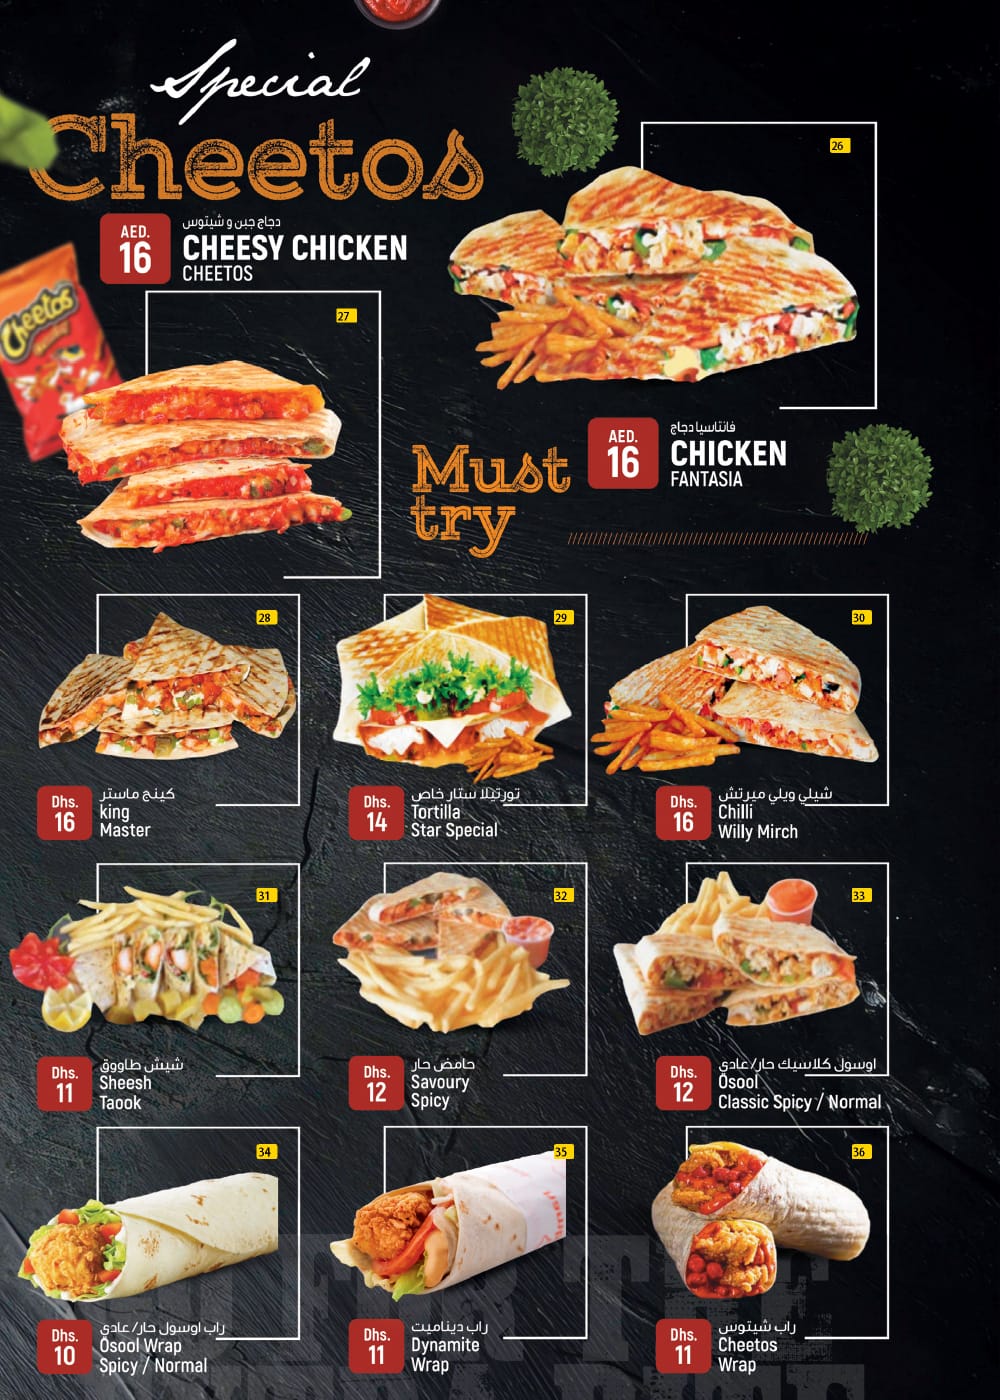 Special
Cheetos
26
AED.
16
دجاج جبن و شيتوس
CHEESY CHICKEN
CHEETOS
Cheetos
27
AED.
16
فانتاسيا دجاج
CHICKEN
FANTASIA
Must
try
28
29
30
Dhs.
16
كينج ماستر
king
Master
Dhs.
14
تورتيلا ستار خاص
Tortilla
Star Special
Dhs.
16
شيلي ويلي ميرتش
Chilli
Willy Mirch
31
32
33
Dhs.
11
شيش طاووق
Sheesh
Taook
Dhs.
12
حامض حار
Savoury
Spicy
Dhs.
12
اوسول كلاسيك حار/عادي
Ōsool
Classic Spicy / Normal
34
35
36
Dhs.
10
راب اوسول حار/عادي
Ōsool Wrap
Spicy / Normal
Dhs.
11
راب ديناميت
Dynamite
Wrap
Dhs.
11
راب شيتوس
Cheetos
Wrap